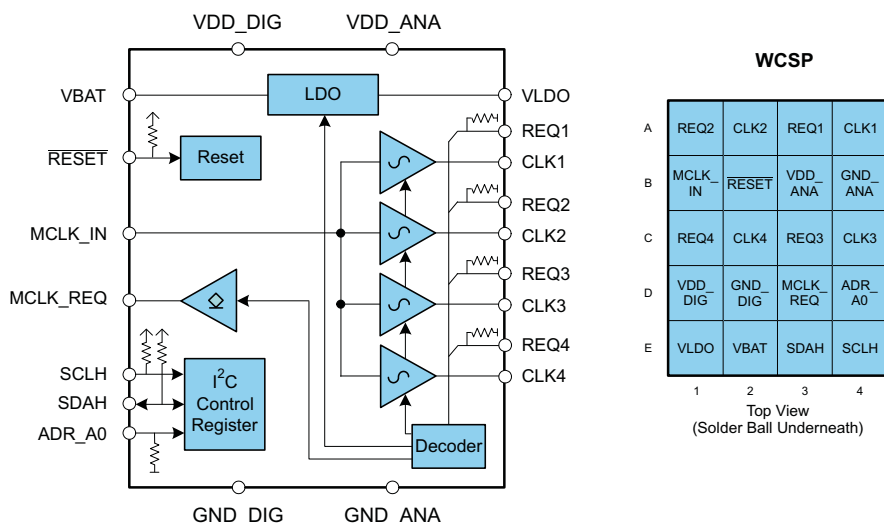 VDD_DIG
VDD_ANA
VBAT
LDO
VLDO
REQ1
RESET
Reset
CLK1
REQ2
MCLK_IN
CLK2
REQ3
MCLK_REQ
CLK3
REQ4
SCLH
CLK4
SDAH
I²C
Control
Register
ADR_A0
Decoder
GND_DIG
GND_ANA
WCSP
A
REQ2
CLK2
REQ1
CLK1
B
MCLK_
IN
RESET
VDD_
ANA
GND_
ANA
C
REQ4
CLK4
REQ3
CLK3
D
VDD_
DIG
GND_
DIG
MCLK_
REQ
ADR_
A0
E
VLDO
VBAT
SDAH
SCLH
1 2 3 4
Top View
(Solder Ball Underneath)